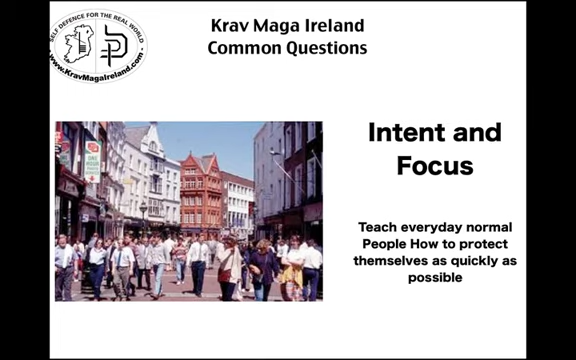 SELF DEFENCE FOR THE REAL WORLD
www.KravMagaIreland.com
Krav Maga Ireland
Common Questions
Intent and
Focus
Teach everyday normal
People How to protect
themselves as quickly as
possible